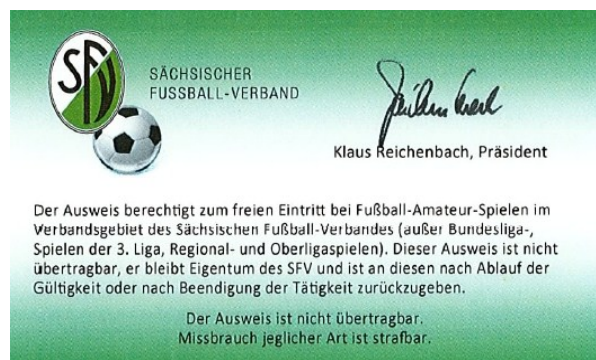 SFV
SÄCHSISCHER
FUSSBALL-VERBAND
Klaus Reichenbach, Präsident
Der Ausweis berechtigt zum freien Eintritt bei Fußball-Amateur-Spielen im
Verbandsgebiet des Sächsischen Fußball-Verbandes (außer Bundesliga-,
Spielen der 3. Liga, Regional- und Oberligaspielen). Dieser Ausweis ist nicht
übertragbar, er bleibt Eigentum des SFV und ist an diesen nach Ablauf der
Gültigkeit oder nach Beendigung der Tätigkeit zurückzugeben.
Der Ausweis ist nicht übertragbar.
Missbrauch jeglicher Art ist strafbar.